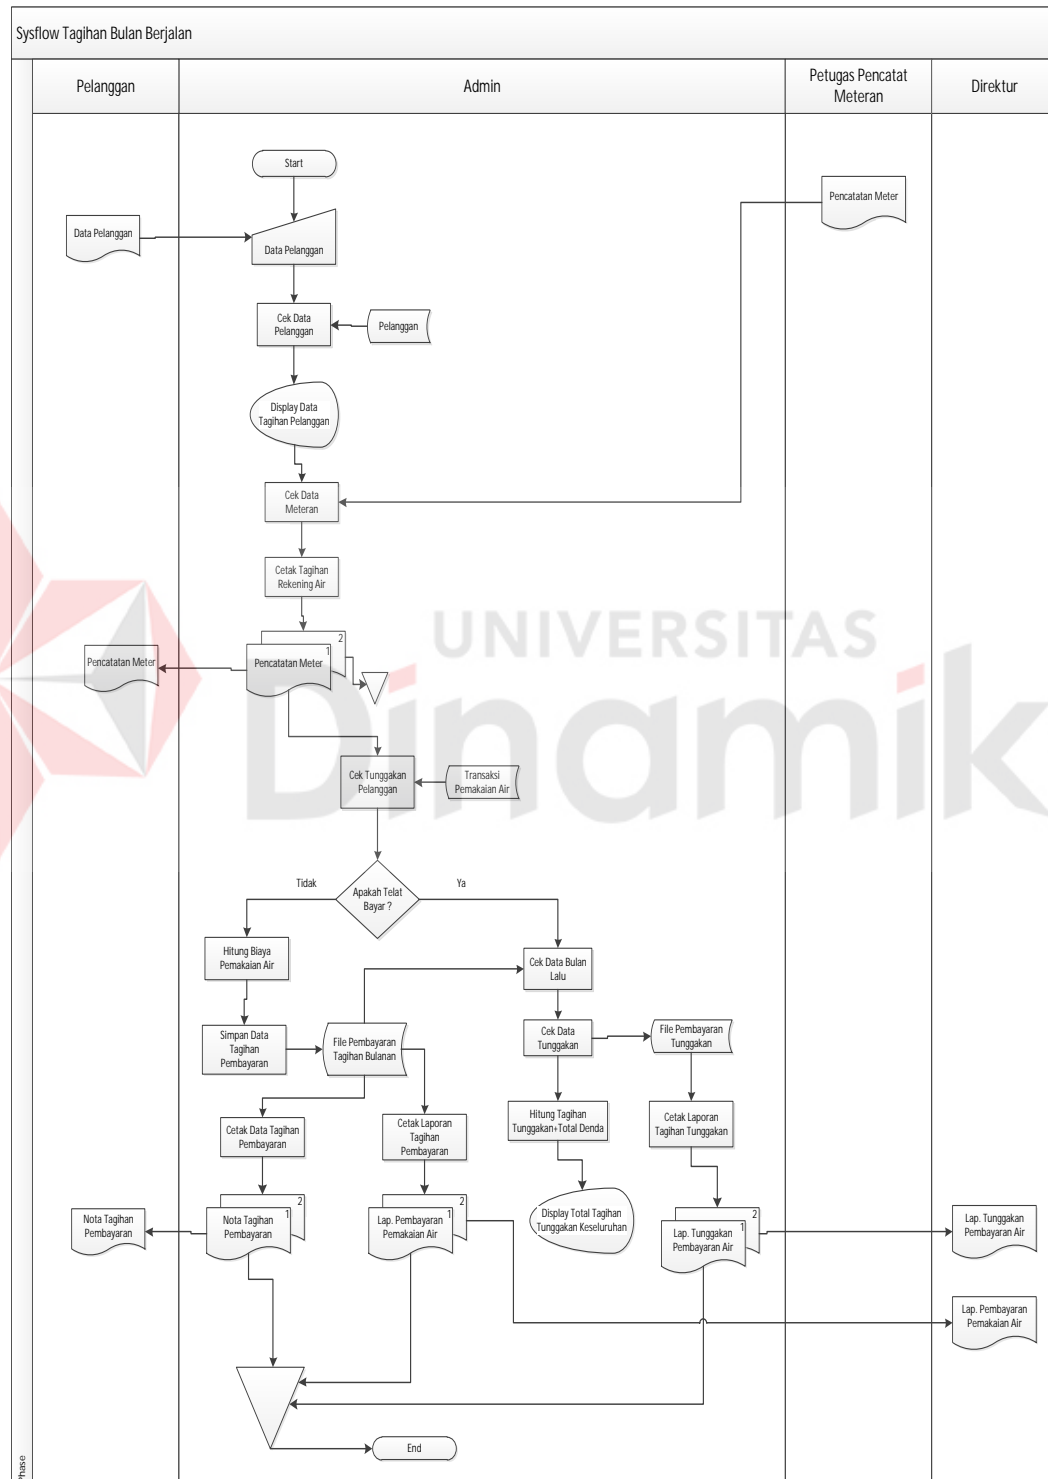 Sysflow Tagihan Bulan Berjalan
Pelanggan
Admin
Petugas Pencatat
Meteran
Direktur
Start
Pencatatan Meter
Data Pelanggan
Data Pelanggan
Cek Data
Pelanggan
Pelanggan
Display Data
Tagihan Pelanggan
Cek Data
Meteran
Cetak Tagihan
Rekening Air
UNIVERSITAS
Dinamika
2
1
Pencatatan Meter
Pencatatan Meter
Cek Tunggakan
Pelanggan
Transaksi
Pemakaian Air
Tidak
Apakah Telat
Bayar ?
Ya
Hitung Biaya
Pemakaian Air
Cek Data Bulan
Lalu
Simpan Data
Tagihan
Pembayaran
File Pembayaran
Tagihan Bulanan
Cek Data
Tunggakan
File Pembayaran
Tunggakan
Cetak Data Tagihan
Pembayaran
Cetak Laporan
Tagihan
Pembayaran
Hitung Tagihan
Tunggakan+Total Denda
Cetak Laporan
Tagihan Tunggakan
Nota Tagihan
Pembayaran
2
1
Nota Tagihan
Pembayaran
2
1
Lap. Pembayaran
Pemakaian Air
Display Total Tagihan
Tunggakan Keseluruhan
2
1
Lap. Tunggakan
Pembayaran Air
Lap. Tunggakan
Pembayaran Air
Lap. Pembayaran
Pemakaian Air
End
Phase